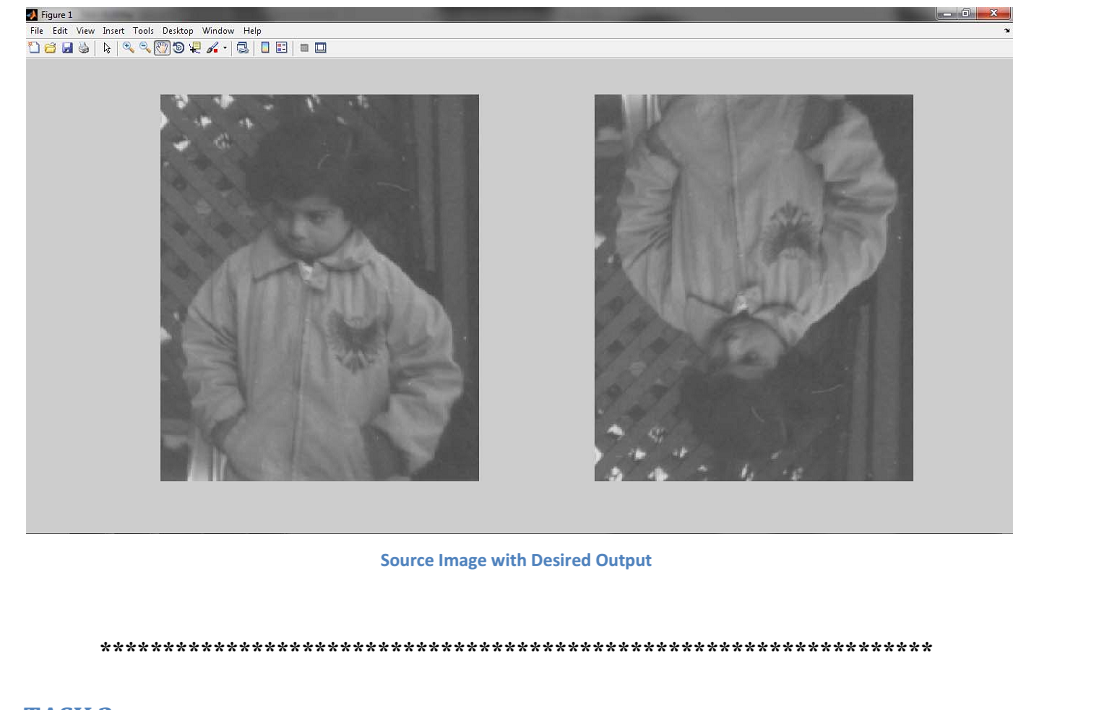 Figure 1
File Edit View Insert Tools Desktop Window Help
Source Image with Desired Output
******************************************************************